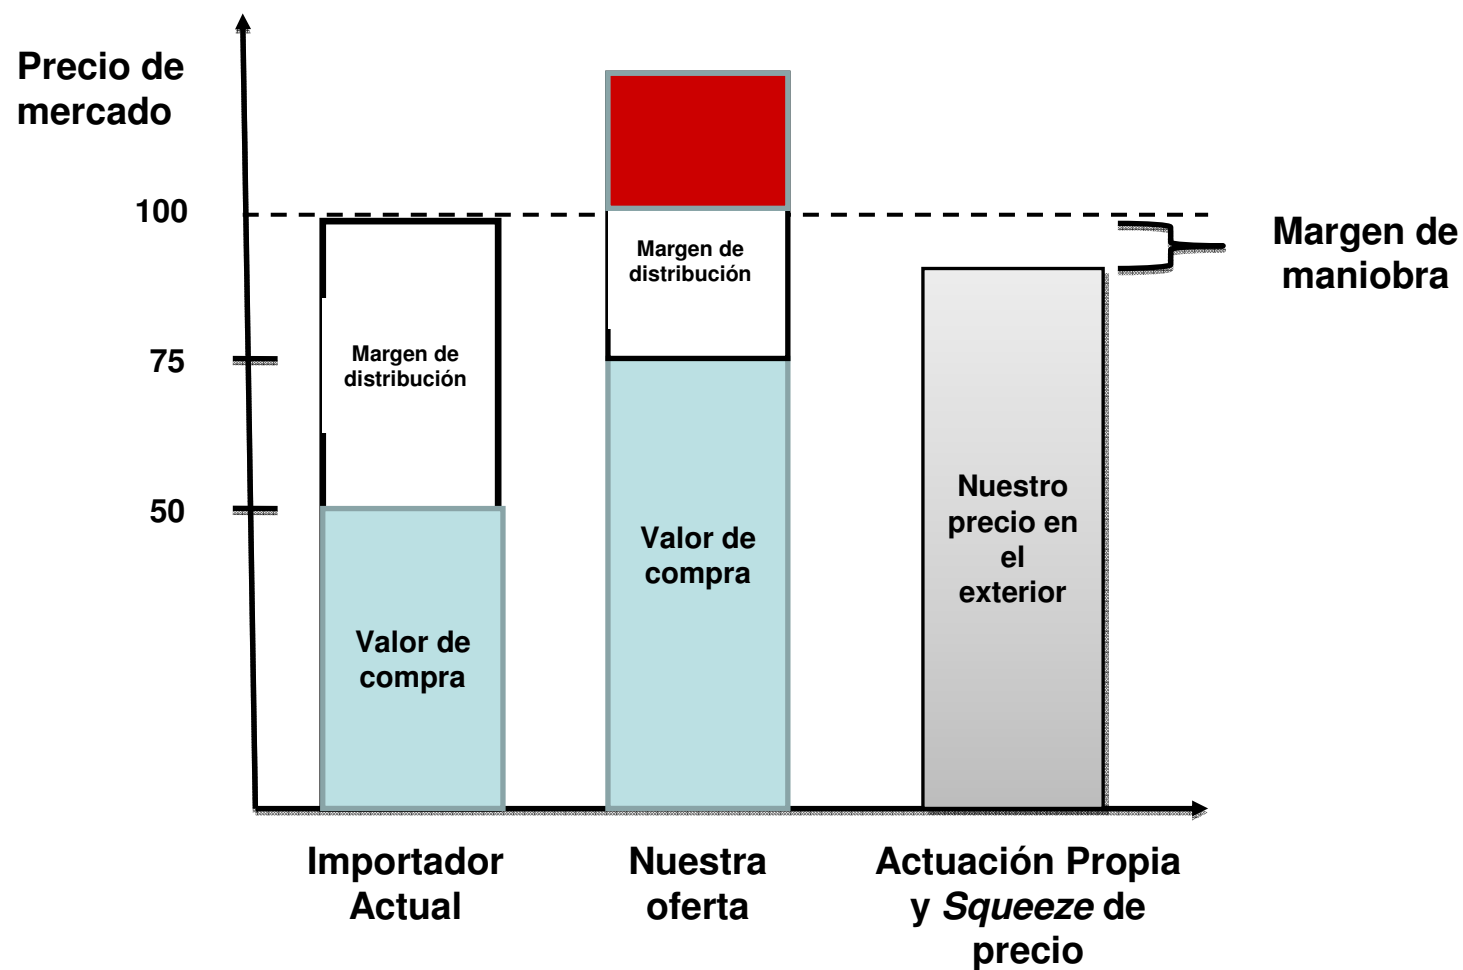 Precio de
mercado
100
75
50
Margen de
distribución
Valor de
compra
Margen de
distribución
Valor de
compra
Nuestro
precio en
el
exterior
Margen de
maniobra
Importador
Actual
Nuestra
oferta
Actuación Propia
y Squeeze de
precio